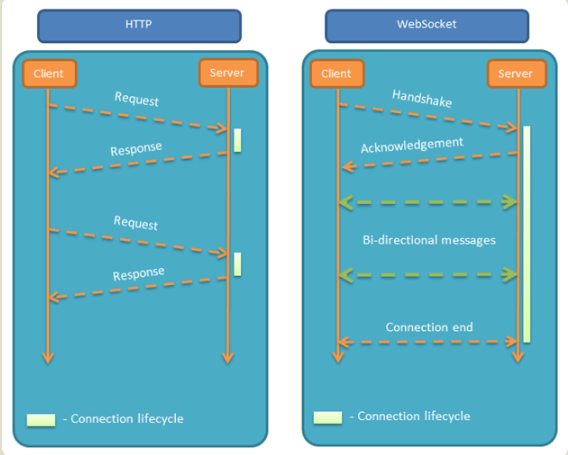 HTTP
Client
Server
Request
Response
Request
Response
- Connection lifecycle
WebSocket
Client
Server
Handshake
Acknowledgement
Bi-directional messages
Connection end
- Connection lifecycle